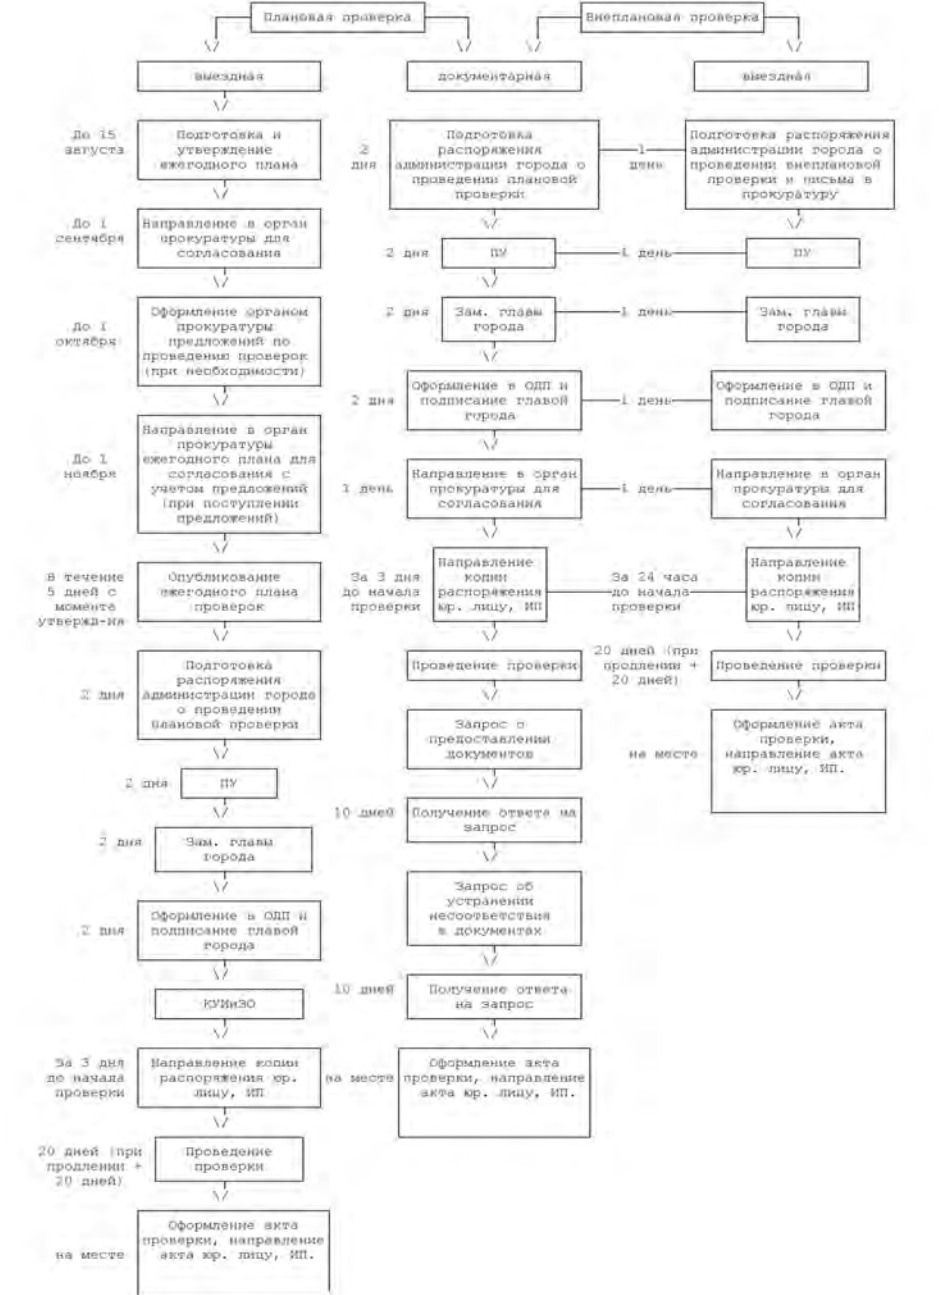 Плановая проверка
Внеплановая проверка
выездная
документарная
выездная
До 15
августа
Подготовка и
утверждение
ежегодного плана
До 1
сентября
Направление в орган
прокуратуры для
согласования
До 1
октября
Оформление органом
прокуратуры
предложений по
проведению проверок
(при необходимости)
До 1
ноября
Направление в орган
прокуратуры
ежегодного плана для
согласования с
учетом предложений
(при поступлении
предложений)
В течение
5 дней с
момента
утвержд-ия
Опубликование
ежегодного плана
проверок
2 дня
Подготовка
распоряжения
администрации города
о проведении
плановой проверки
2 дня
ПУ
2 дня
Зам. главы
города
2 дня
Оформление в ОДП и
подписание главой
города
КУИиЗО
За 3 дня
до начала
проверки
Направление копии
распоряжения юр.
лицу, ИП
20 дней (при
продлении +
20 дней)
Проведение
проверки
на месте
Оформление акта
проверки, направление
акта юр. лицу, ИП.
2
дня
Подготовка
распоряжения
администрации города о
проведении плановой
проверки
1
день
Подготовка распоряжения
администрации города о
проведении внеплановой
проверки и письма в
прокуратуру
2 дня
ПУ
1 день
ПУ
2 дня
Зам. главы
города
1 день
Зам. главы
города
2 дня
Оформление в ОДП и
подписание главой
города
1 день
Оформление в ОДП и
подписание главой
города
1 день
Направление в орган
прокуратуры для
согласования
1 день
Направление в орган
прокуратуры для
согласования
За 3 дня
до начала
проверки
Направление
копии
распоряжения
юр. лицу, ИП
За 24 часа
до начала
проверки
Направление
копии
распоряжения
юр. лицу, ИП
Проведение проверки
20 дней (при
продлении +
20 дней)
Проведение проверки
Запрос о
предоставлении
документов
на месте
Оформление акта
проверки,
направление акта
юр. лицу, ИП.
10 дней
Получение ответа на
запрос
Запрос об
устранении
несоответствия
в документах
10 дней
Получение ответа
на запрос
на месте
Оформление акта
проверки, направление
акта юр. лицу, ИП.